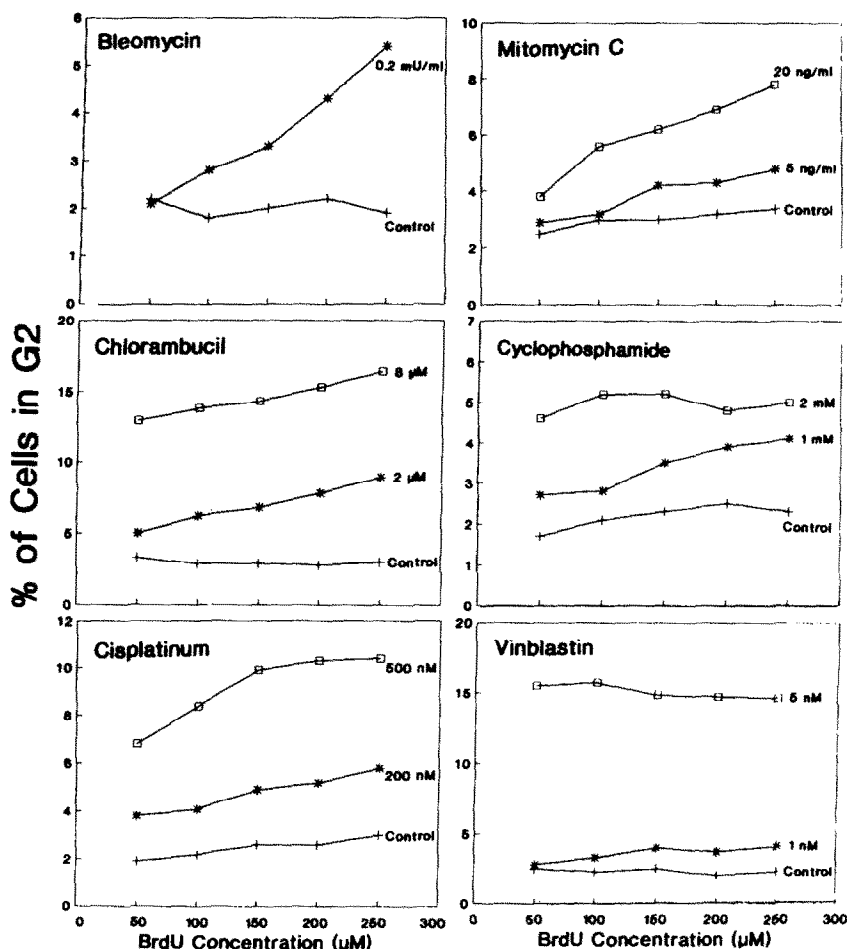 % of Cells in G2
Bleomycin
6
5
4
3
2
1
0
0.2 mU/ml
Control
Mitomycin C
10
8
6
4
2
0
20 ng/ml
5 ng/ml
Control
Chlorambucil
20
15
10
5
0
8 µM
2 µM
Control
Cyclophosphamide
7
6
5
4
3
2
1
0
2 mM
1 mM
Control
Cisplatinum
12
10
8
6
4
2
0
500 nM
200 nM
Control
0 50 100 150 200 250 300
BrdU Concentration (µM)
Vinblastin
20
15
10
5
0
5 nM
1 nM
Control
50 100 150 200 250 300
BrdU Concentration (µM)